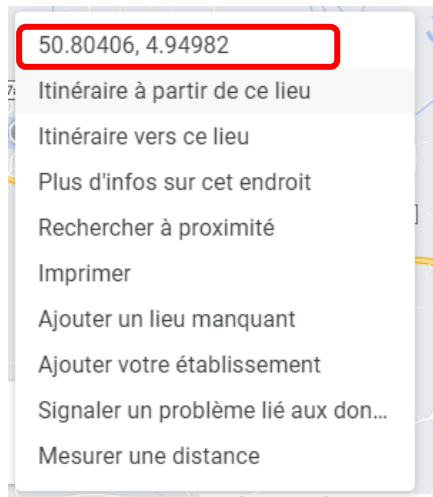 50.80406, 4.94982
Itinéraire à partir de ce lieu
Itinéraire vers ce lieu
Plus d'infos sur cet endroit
Rechercher à proximité
Imprimer
Ajouter un lieu manquant
Ajouter votre établissement
Signaler un problème lié aux don...
Mesurer une distance